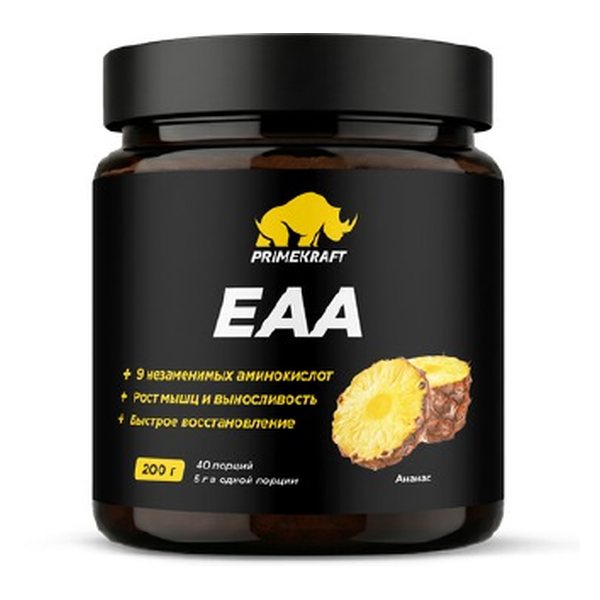 PRIMEKRAFT
EAA
+ 9 незаменимых аминокислот
+ Рост мышц и выносливость
+ Быстрое восстановление
200 г
40 порций
5 г в одной порции
Ананас